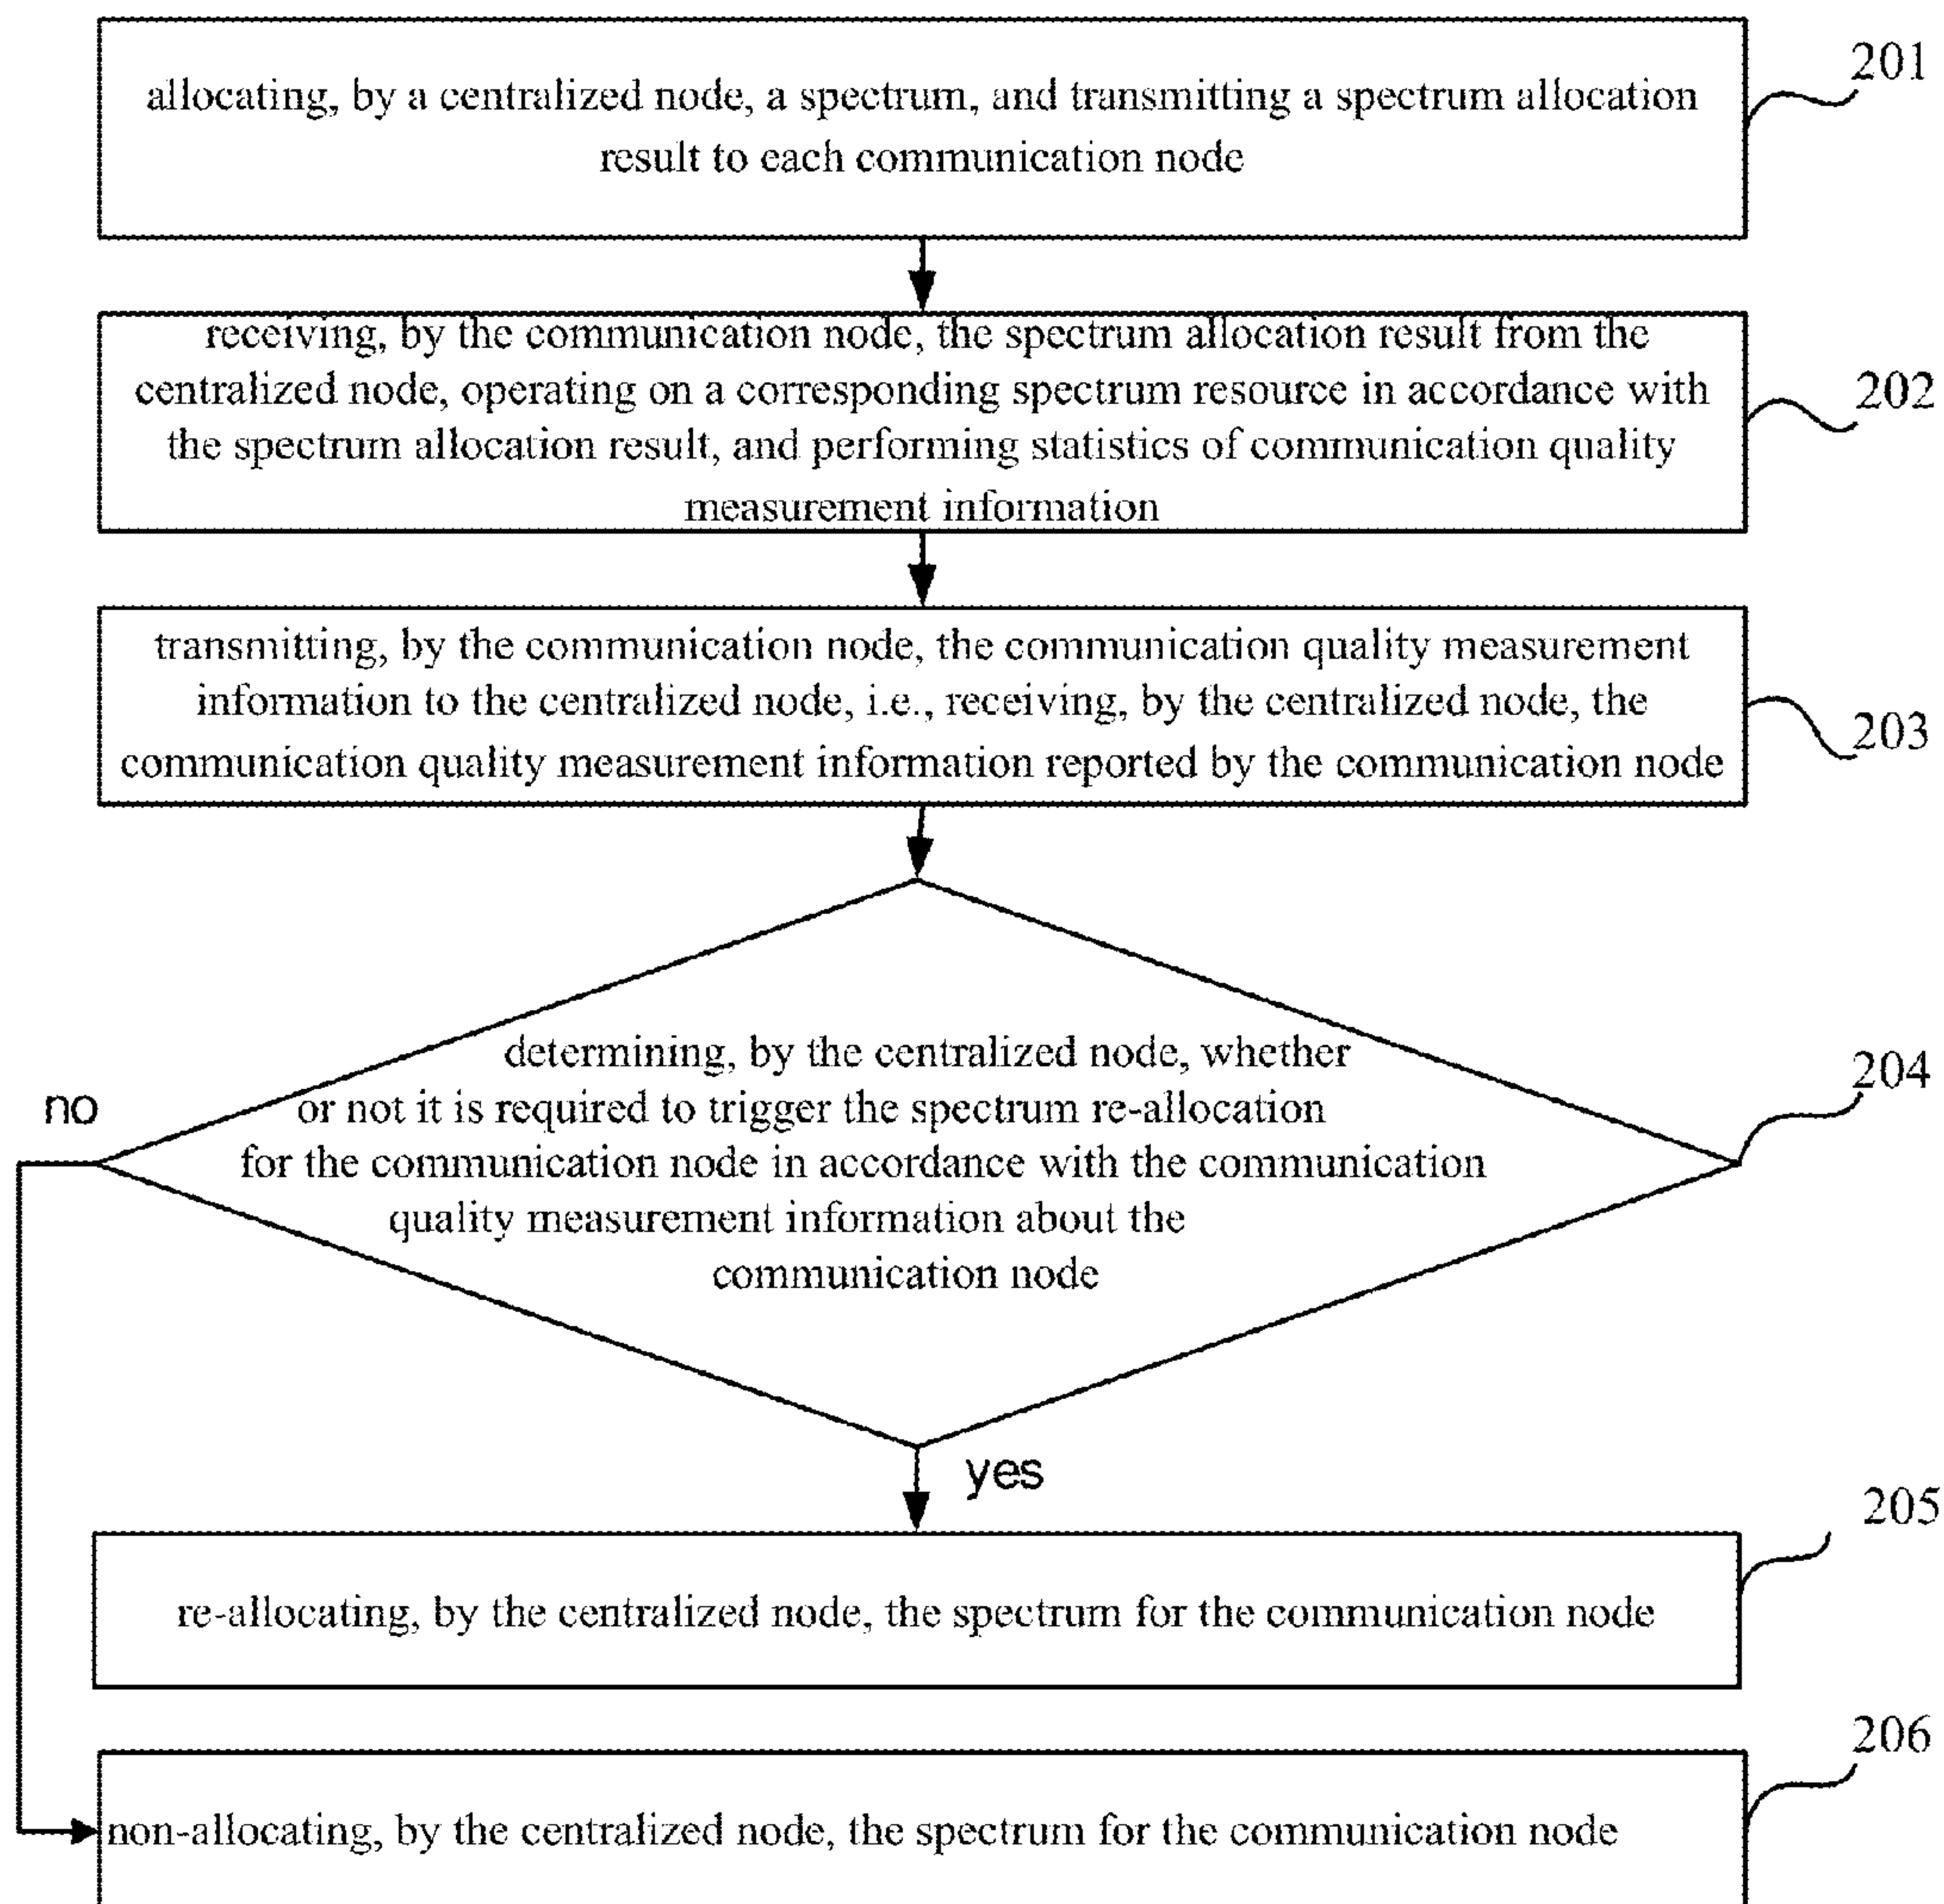 allocating, by a centralized node, a spectrum, and transmitting a spectrum allocation
result to each communication node
201
receiving, by the communication node, the spectrum allocation result from the
centralized node, operating on a corresponding spectrum resource in accordance with
the spectrum allocation result, and performing statistics of communication quality
measurement information
202
transmitting, by the communication node, the communication quality measurement
information to the centralized node, i.e., receiving, by the centralized node, the
communication quality measurement information reported by the communication node
203
determining, by the centralized node, whether
or not it is required to trigger the spectrum re-allocation
for the communication node in accordance with the communication
quality measurement information about the
communication node
204
no
yes
205
re-allocating, by the centralized node, the spectrum for the communication node
206
non-allocating, by the centralized node, the spectrum for the communication node